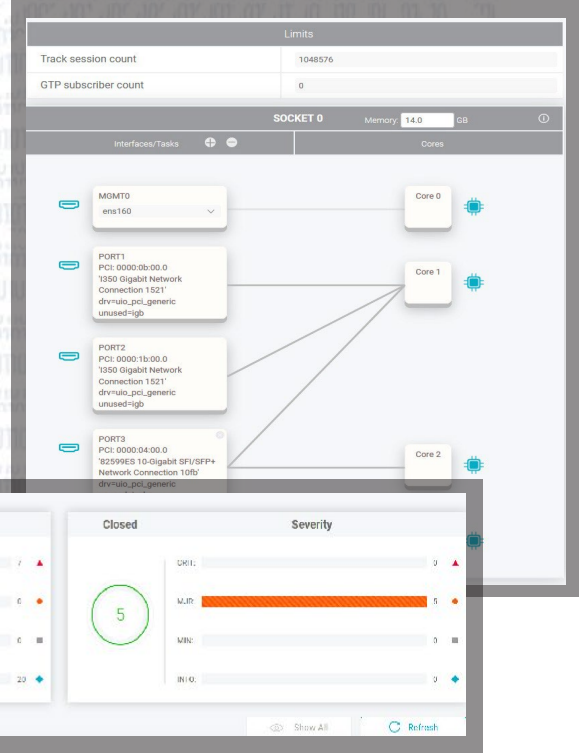 Limits
Track session count 1048576
GTP subscriber count 0
SOCKET 0 Memory: 14.0 GB
Interfaces/Tasks Cores
MGMT0
ens160
Core 0
PORT1
PCI: 0000:0b:00.0
'I350 Gigabit Network
Connection 1521'
drv=uio_pci_generic
unused=igb
Core 1
PORT2
PCI: 0000:1b:00.0
'I350 Gigabit Network
Connection 1521'
drv=uio_pci_generic
unused=igb
PORT3
PCI: 0000:04:00.0
'82599ES 10-Gigabit SFI/SFP+
Network Connection 10fb'
drv=uio_pci_generic
Core 2
Closed Severity
7
0
0
20
5
CRIT: 0
MJR: 5
MIN: 0
INFO: 0
Show All Refresh